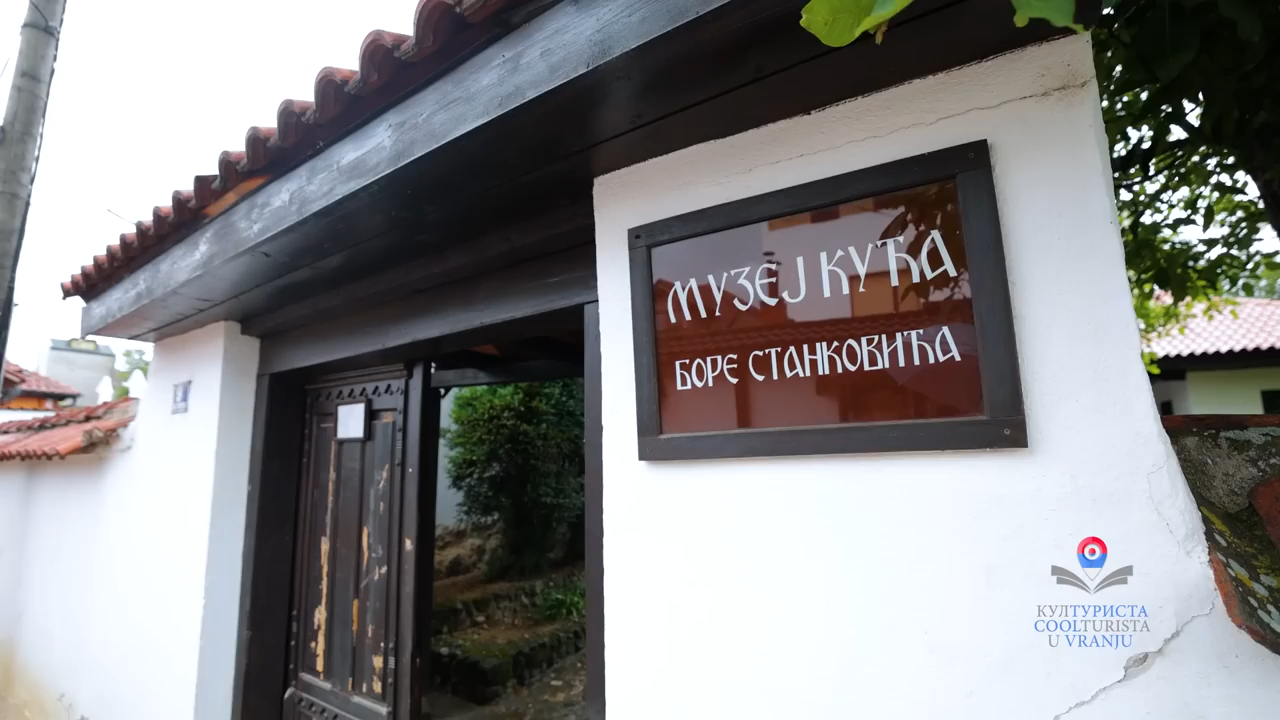 МУЗЕЈ КУЋА
БОРЕ СТАНКОВИЋА
КУЛТУРИСТА
COOLTURISTA
U VRANJU